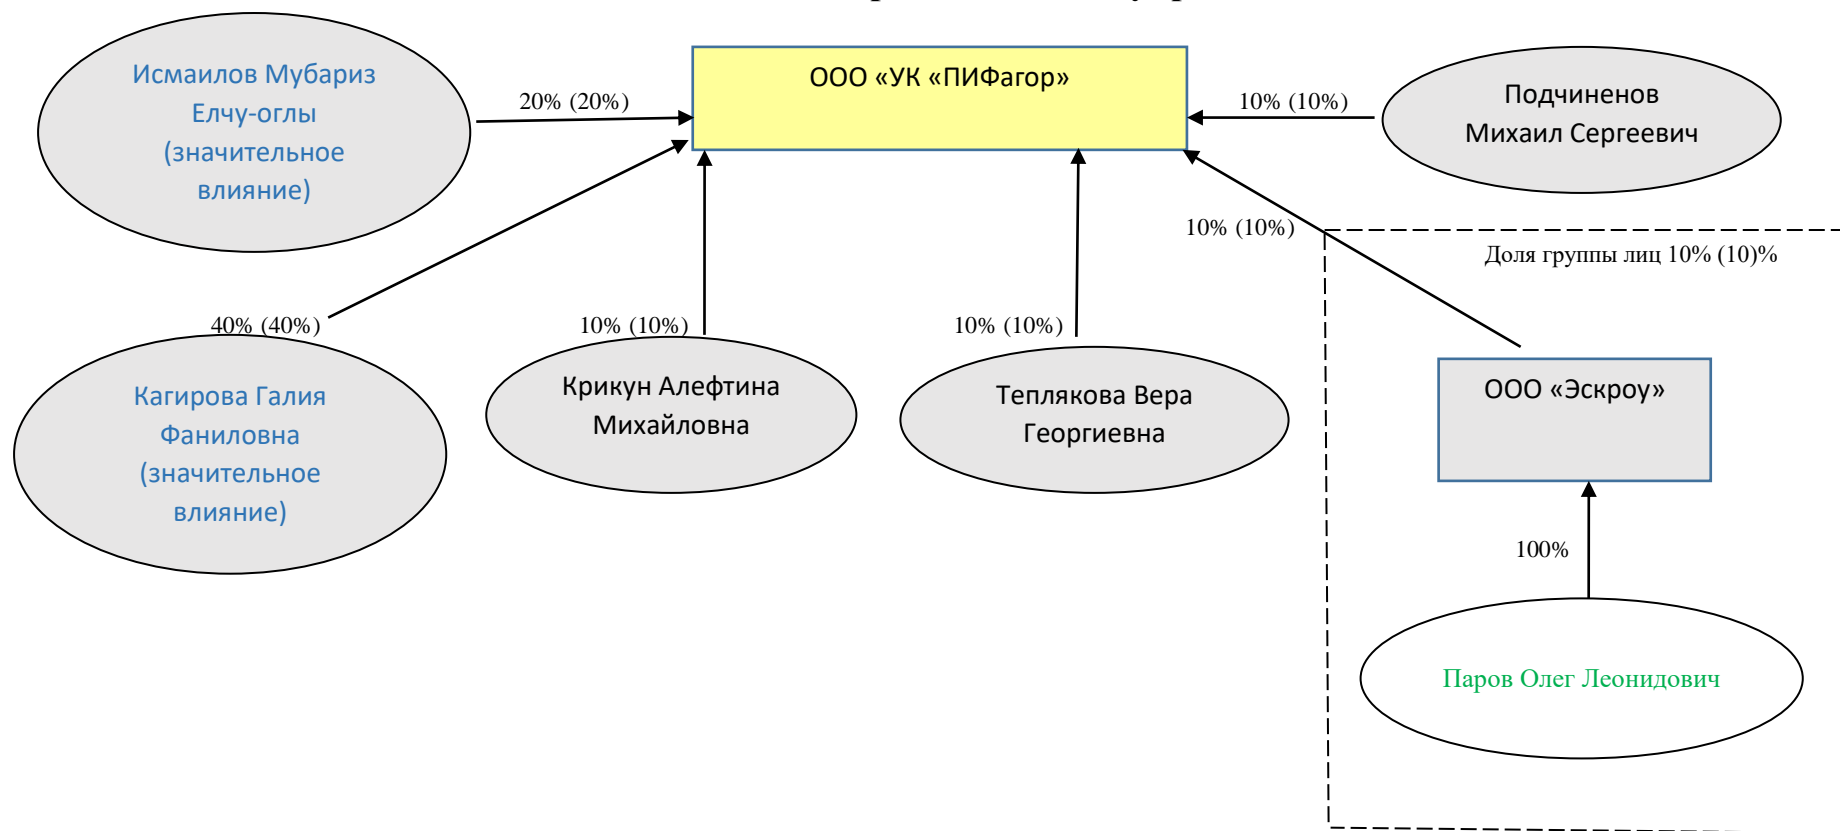 Исмаилов Мубариз
Елчу-оглы
(значительное
влияние)
20% (20%)
ООО «УК «ПИФагор»
10% (10%)
Подчиненов
Михаил Сергеевич
10% (10%)
Доля группы лиц 10% (10)%
40% (40%)
10% (10%)
10% (10%)
Кагирова Галия
Фаниловна
(значительное
влияние)
Крикун Алефтина
Михайловна
Теплякова Вера
Георгиевна
ООО «Эскроу»
100%
Паров Олег Леонидович